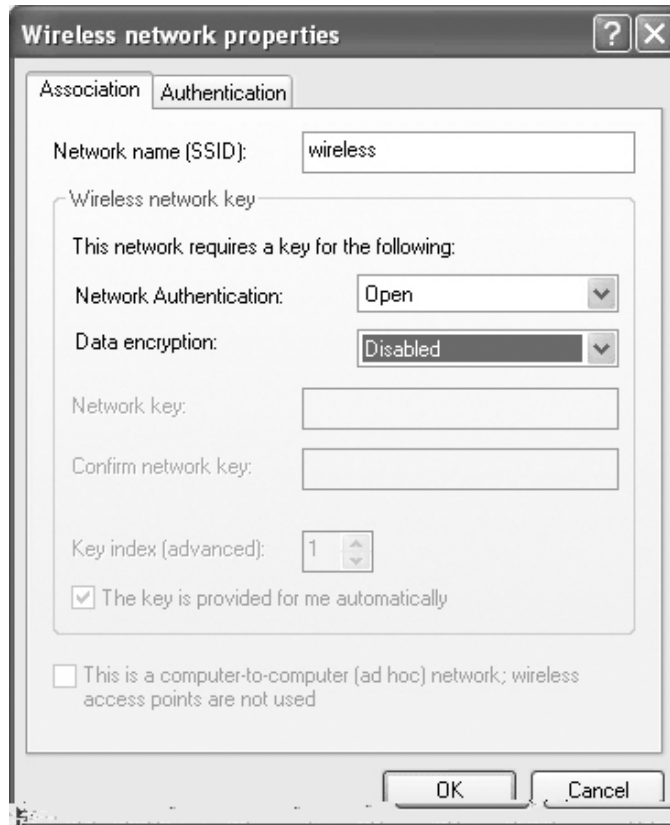 Wireless network properties
Association Authentication
Network name (SSID): wireless
Wireless network key
This network requires a key for the following:
Network Authentication: Open
Data encryption: Disabled
Network key:
Confirm network key:
Key index (advanced): 1
The key is provided for me automatically
This is a computer-to-computer (ad hoc) network; wireless
access points are not used
OK Cancel